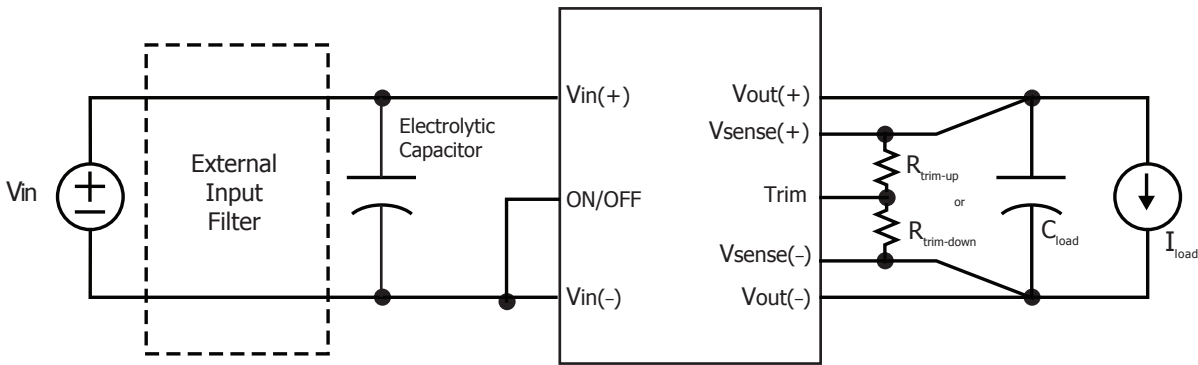 Vin
External
Input
Filter
Electrolytic
Capacitor
Vin(+)
ON/OFF
Vin(−)
Vout(+)
Vsense(+)
Trim
Vsense(−)
Vout(−)
Rtrim-up
or
Rtrim-down
Cload
Iload